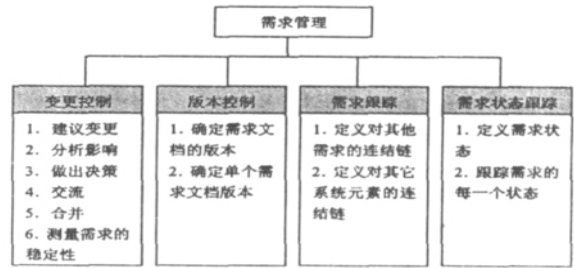 需求管理
变更控制
1. 建议变更
2. 分析影响
3. 做出决策
4. 交流
5. 合并
6. 测量需求的
稳定性
版本控制
1. 确定需求文
档的版本
2. 确定单个需
求文档版本
需求跟踪
1. 定义对其他
需求的连结链
2. 定义对其它
系统元素的连
结链
需求状态跟踪
1. 定义需求状
态
2. 跟踪需求的
每一个状态